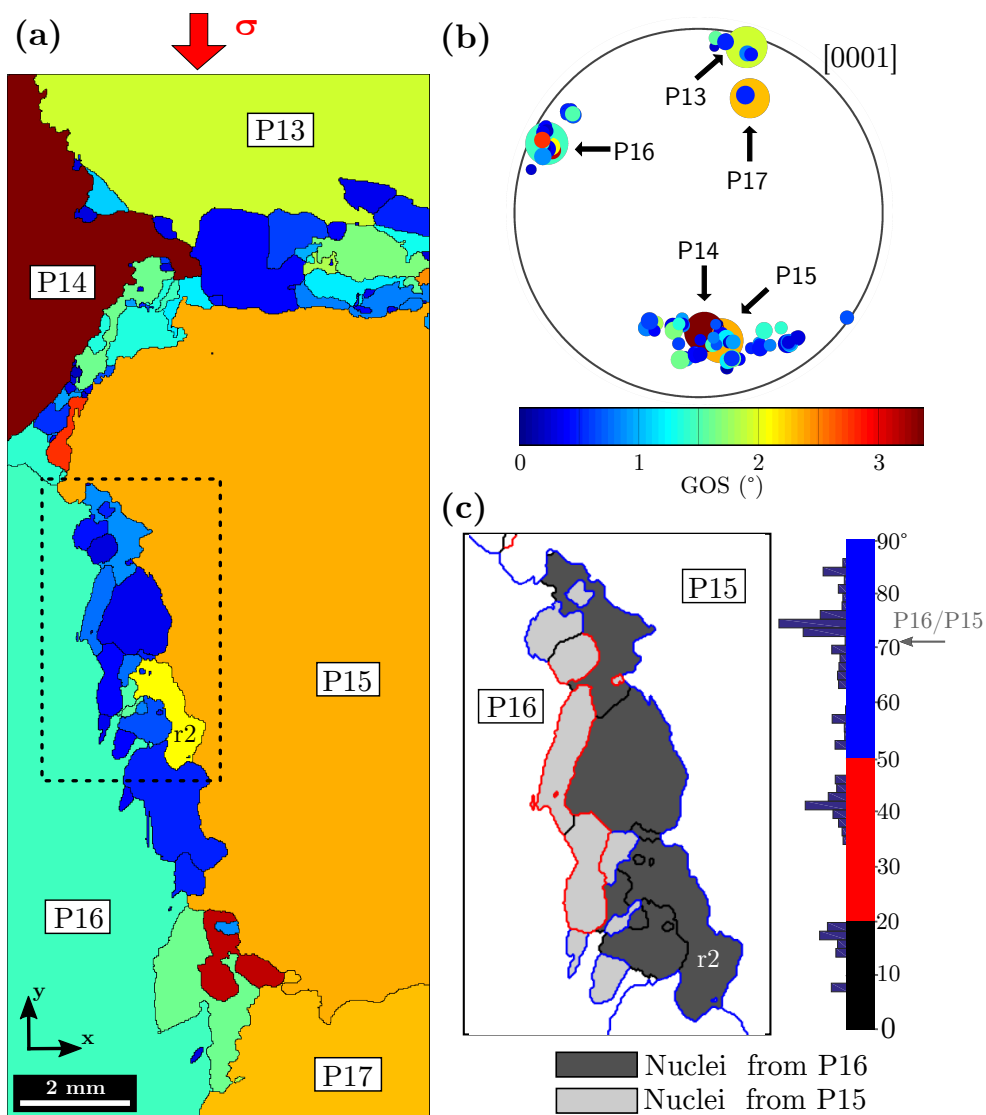 (a)
σ
P13
P14
P15
r2
P16
P17
y
x
2 mm
(b)
[0001]
P13
P17
P16
P14
P15
0 1 2 3
GOS (°)
(c)
P15
P16
r2
90°
80
P16/P15
70
60
50
40
30
20
10
0
Nuclei from P16
Nuclei from P15